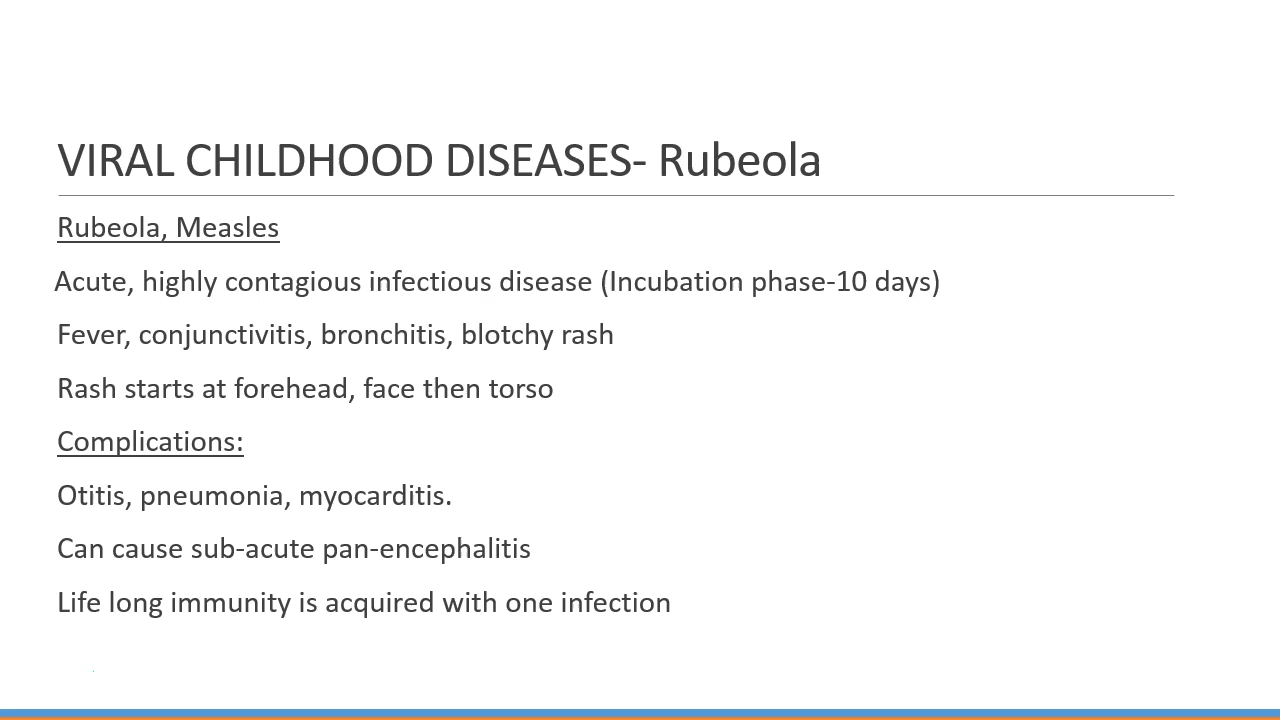 VIRAL CHILDHOOD DISEASES- Rubeola
Rubeola, Measles
Acute, highly contagious infectious disease (Incubation phase-10 days)
Fever, conjunctivitis, bronchitis, blotchy rash
Rash starts at forehead, face then torso
Complications:
Otitis, pneumonia, myocarditis.
Can cause sub-acute pan-encephalitis
Life long immunity is acquired with one infection